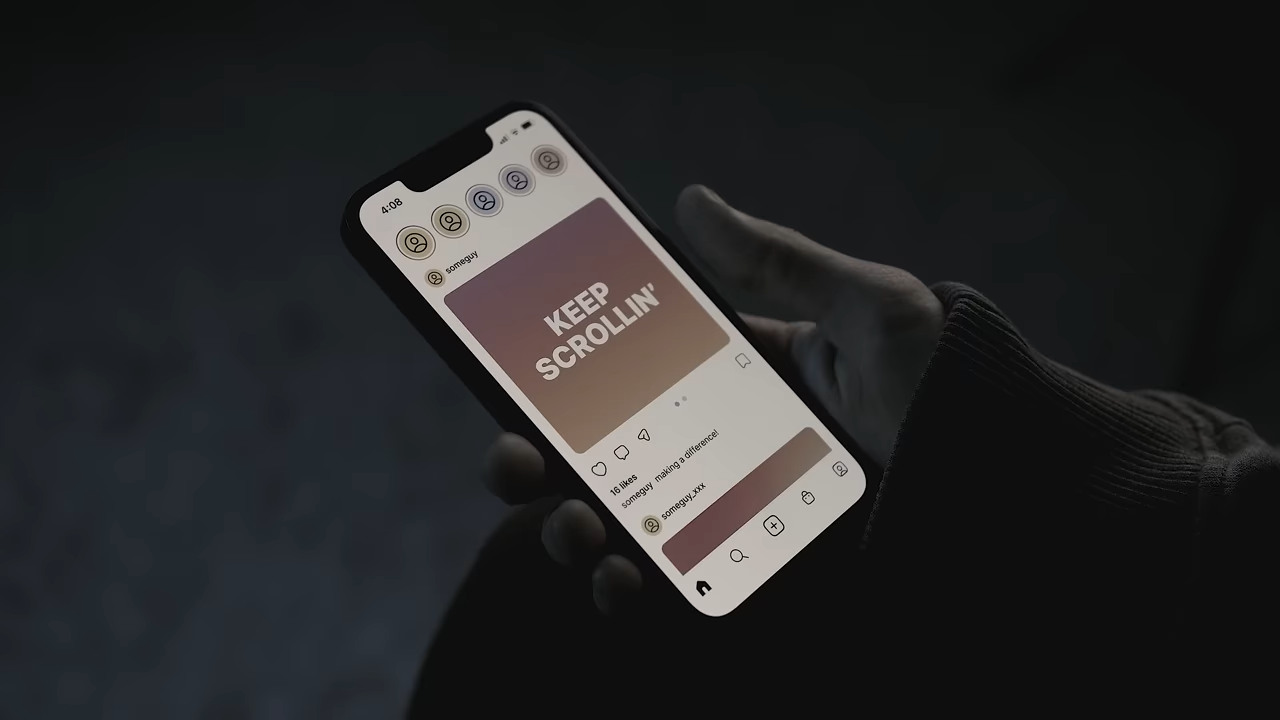 4:08
someguy
KEEP
SCROLLIN'
16 likes
someguy making a difference!
someguy_xxx